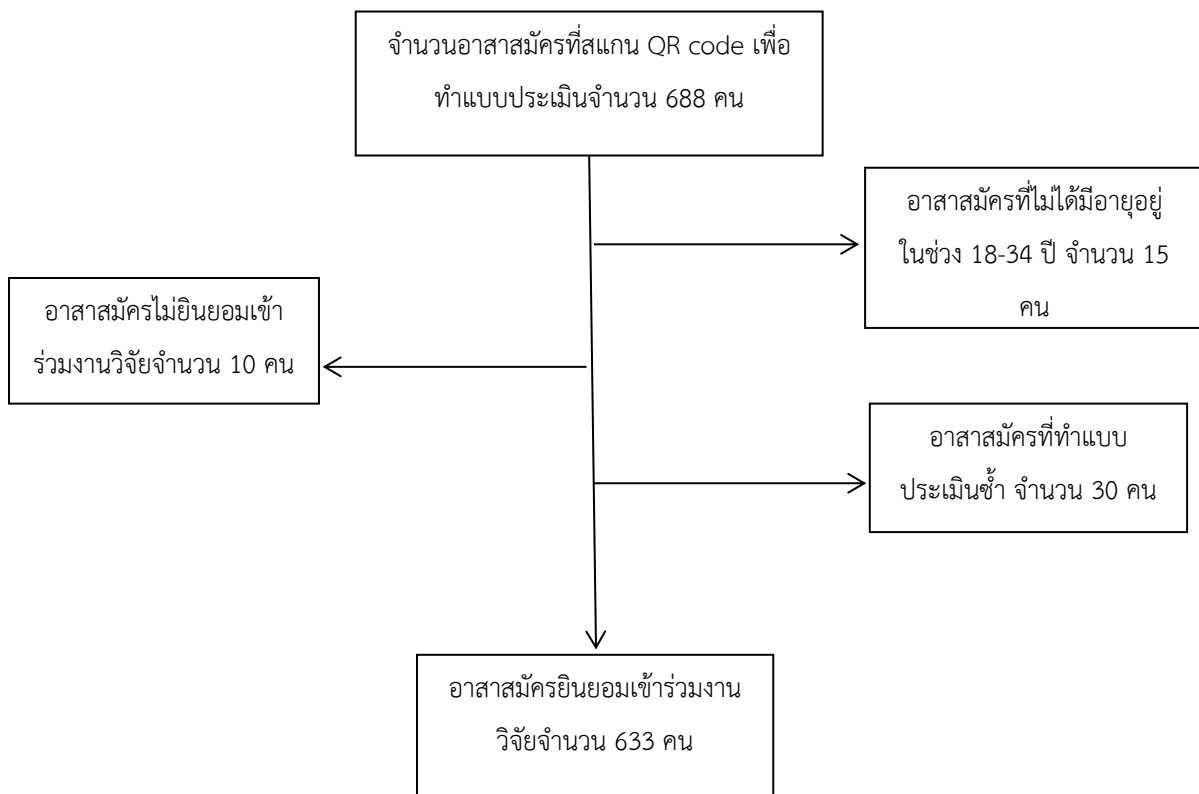 จำนวนอาสาสมัครที่สแกน QR code เพื่อ
ทำแบบประเมินจำนวน 688 คน
อาสาสมัครที่ไม่ได้มีอายุอยู่
ในช่วง 18-34 ปี จำนวน 15
คน
อาสาสมัครไม่ยินยอมเข้า
ร่วมงานวิจัยจำนวน 10 คน
อาสาสมัครที่ทำแบบ
ประเมินซ้ำ จำนวน 30 คน
อาสาสมัครยินยอมเข้าร่วมงาน
วิจัยจำนวน 633 คน